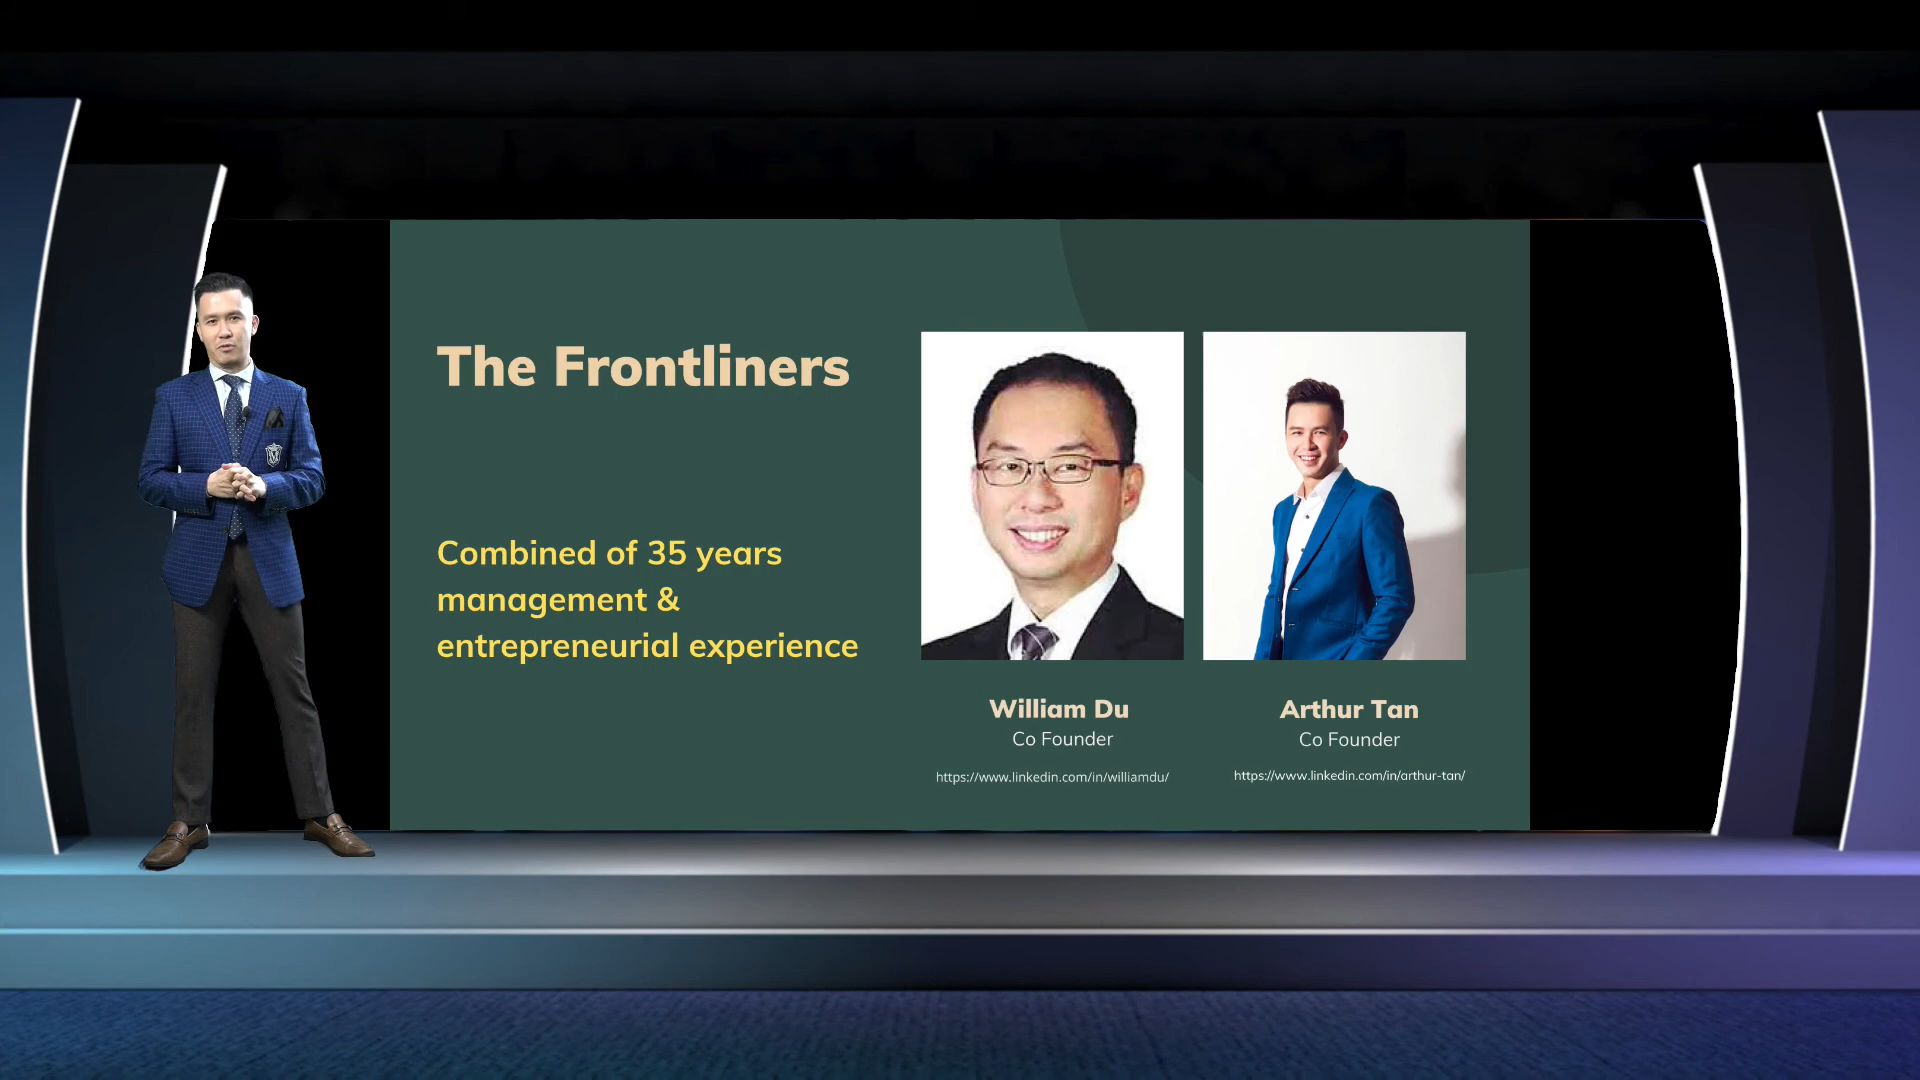 The Frontliners
Combined of 35 years
management &
entrepreneurial experience
William Du
Co Founder
https://www.linkedin.com/in/williamdu/
Arthur Tan
Co Founder
https://www.linkedin.com/in/arthur-tan/